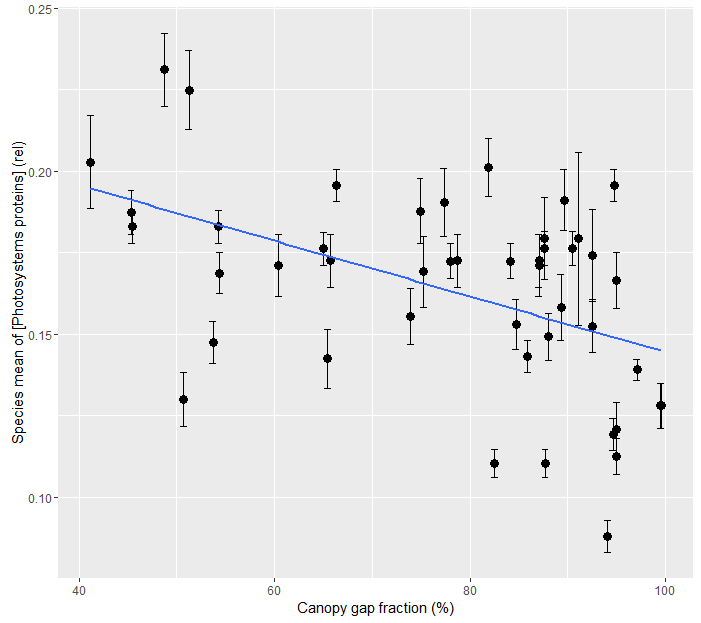 Species mean of [Photosystems proteins] (rel)
0.25
0.20
0.15
0.10
40 60 80 100
Canopy gap fraction (%)